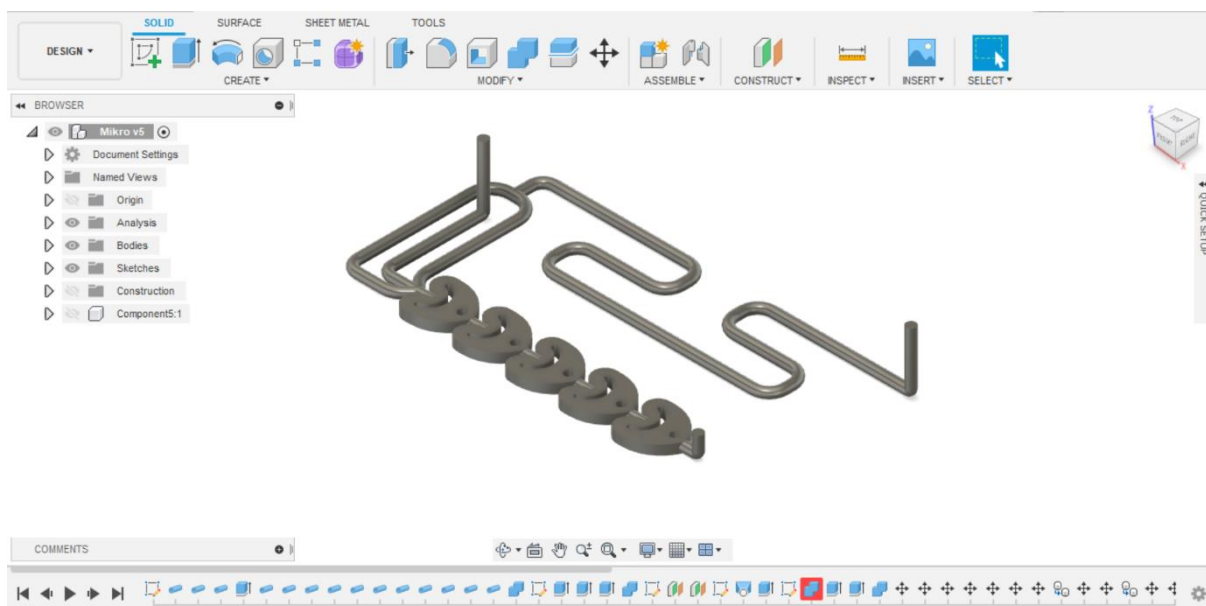 SOLID SURFACE SHEET METAL TOOLS
DESIGN
CREATE MODIFY ASSEMBLE CONSTRUCT INSPECT INSERT SELECT
BROWSER
Mikro v5
Document Settings
Named Views
Origin
Analysis
Bodies
Sketches
Construction
Component5:1
Z
TOP
X
QUICK SETUP
COMMENTS